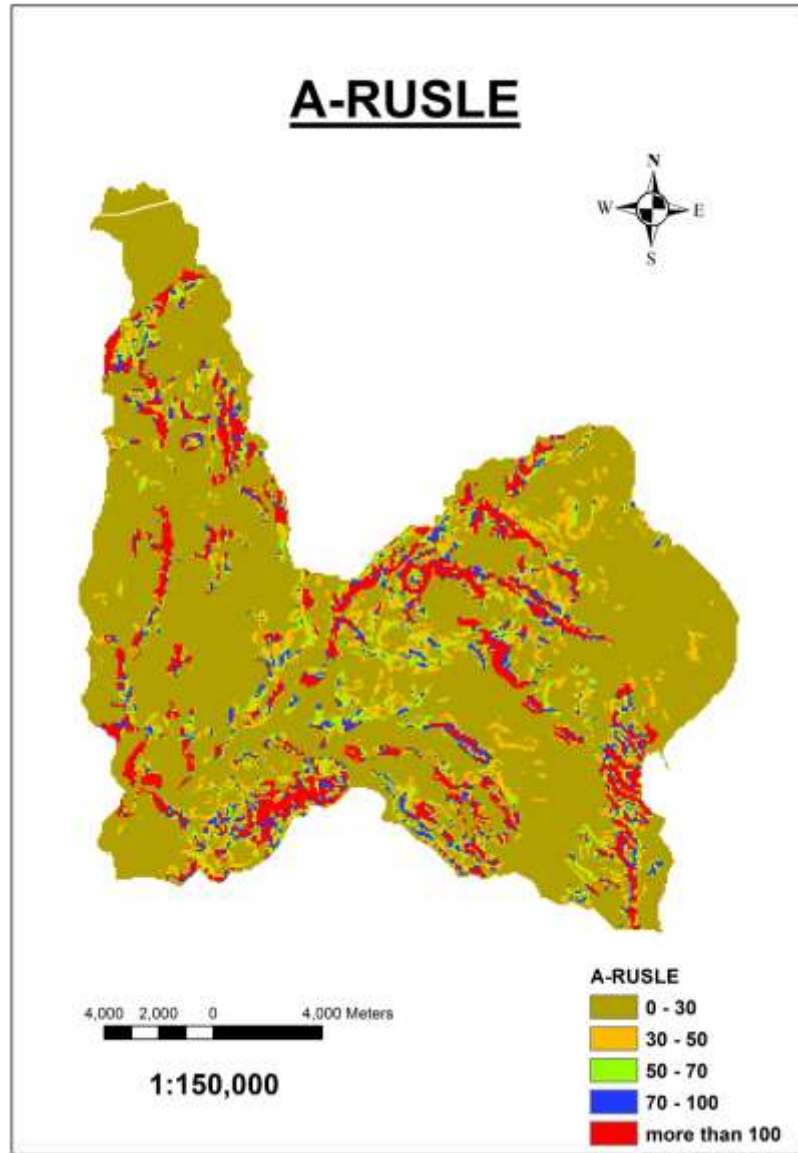 A-RUSLE
N
W E
S
A-RUSLE
0 - 30
30 - 50
50 - 70
70 - 100
more than 100
4,000 2,000 0 4,000 Meters
1:150,000